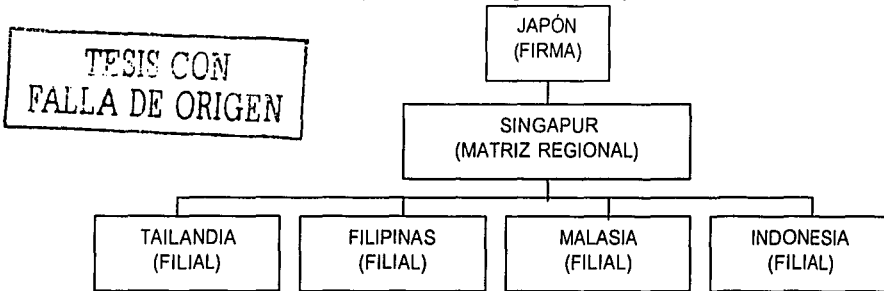 JAPÓN
(FIRMA)
TESIS CON
FALLA DE ORIGEN
SINGAPUR
(MATRIZ REGIONAL)
TAILANDIA
(FILIAL)
FILIPINAS
(FILIAL)
MALASIA
(FILIAL)
INDONESIA
(FILIAL)